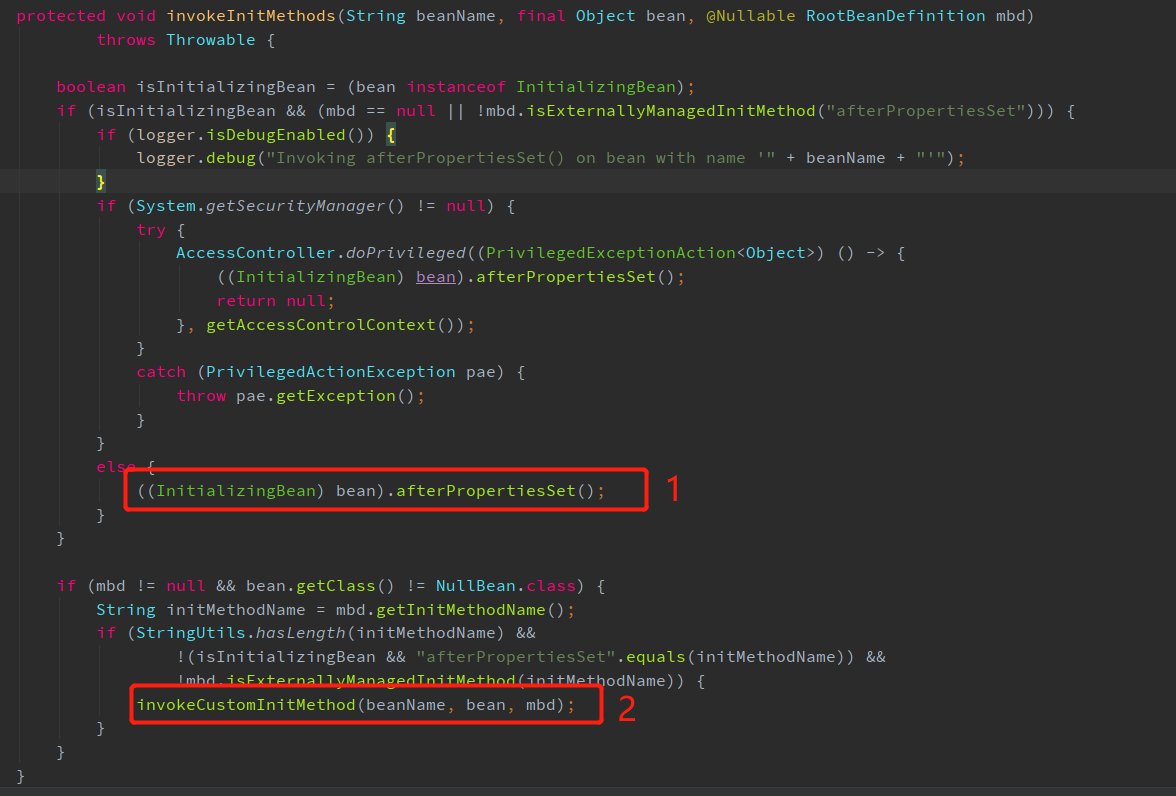 protected void invokeInitMethods(String beanName, final Object bean, @Nullable RootBeanDefinition mbd)
        throws Throwable {

    boolean isInitializingBean = (bean instanceof InitializingBean);
    if (isInitializingBean && (mbd == null || !mbd.isExternallyManagedInitMethod("afterPropertiesSet"))) {
        if (logger.isDebugEnabled()) {
            logger.debug("Invoking afterPropertiesSet() on bean with name '" + beanName + "'");
        }
        if (System.getSecurityManager() != null) {
            try {
                AccessController.doPrivileged((PrivilegedExceptionAction<Object>) () -> {
                    ((InitializingBean) bean).afterPropertiesSet();
                    return null;
                }, getAccessControlContext());
            }
            catch (PrivilegedActionException pae) {
                throw pae.getException();
            }
        }
        else {
            ((InitializingBean) bean).afterPropertiesSet(); 1
        }
    }

    if (mbd != null && bean.getClass() != NullBean.class) {
        String initMethodName = mbd.getInitMethodName();
        if (StringUtils.hasLength(initMethodName) &&
                !(isInitializingBean && "afterPropertiesSet".equals(initMethodName)) &&
                !mbd.isExternallyManagedInitMethod(initMethodName)) {
            invokeCustomInitMethod(beanName, bean, mbd); 2
        }
    }
}